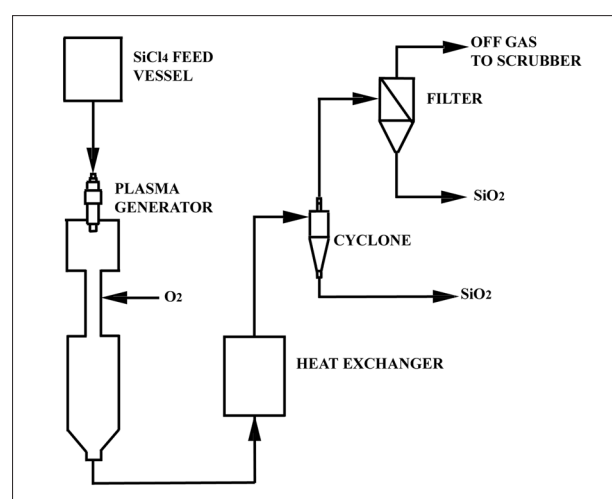 SiCl4 FEED
VESSEL
OFF GAS
TO SCRUBBER
FILTER
PLASMA
GENERATOR
SiO2
CYCLONE
O2
SiO2
HEAT EXCHANGER